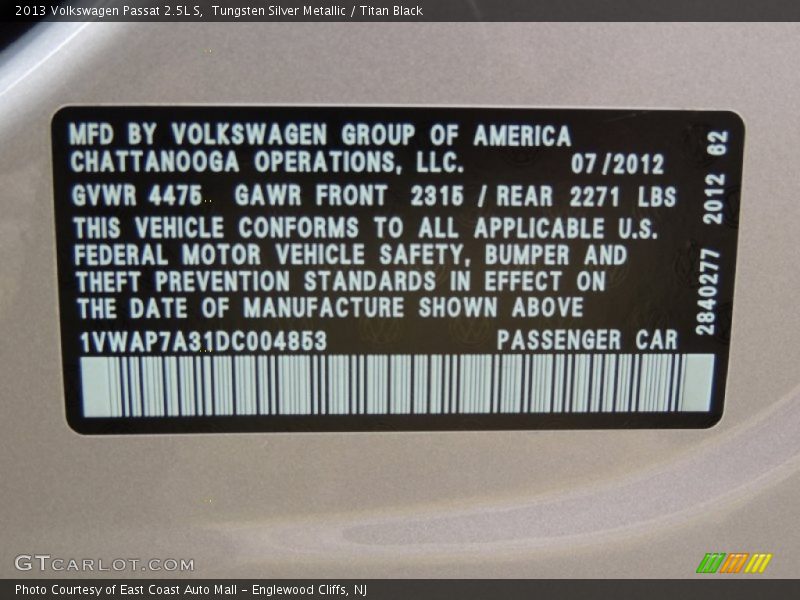 2013 Volkswagen Passat 2.5L S,  Tungsten Silver Metallic / Titan Black
MFD BY VOLKSWAGEN GROUP OF AMERICA
CHATTANOOGA OPERATIONS, LLC. 07/2012
GVWR 4475 GAWR FRONT 2315 / REAR 2271 LBS
THIS VEHICLE CONFORMS TO ALL APPLICABLE U.S.
FEDERAL MOTOR VEHICLE SAFETY, BUMPER AND
THEFT PREVENTION STANDARDS IN EFFECT ON
THE DATE OF MANUFACTURE SHOWN ABOVE
1VWAP7A31DC004853 PASSENGER CAR
2840277 2012 62
GTCARLOT.COM
Photo Courtesy of East Coast Auto Mall – Englewood Cliffs, NJ